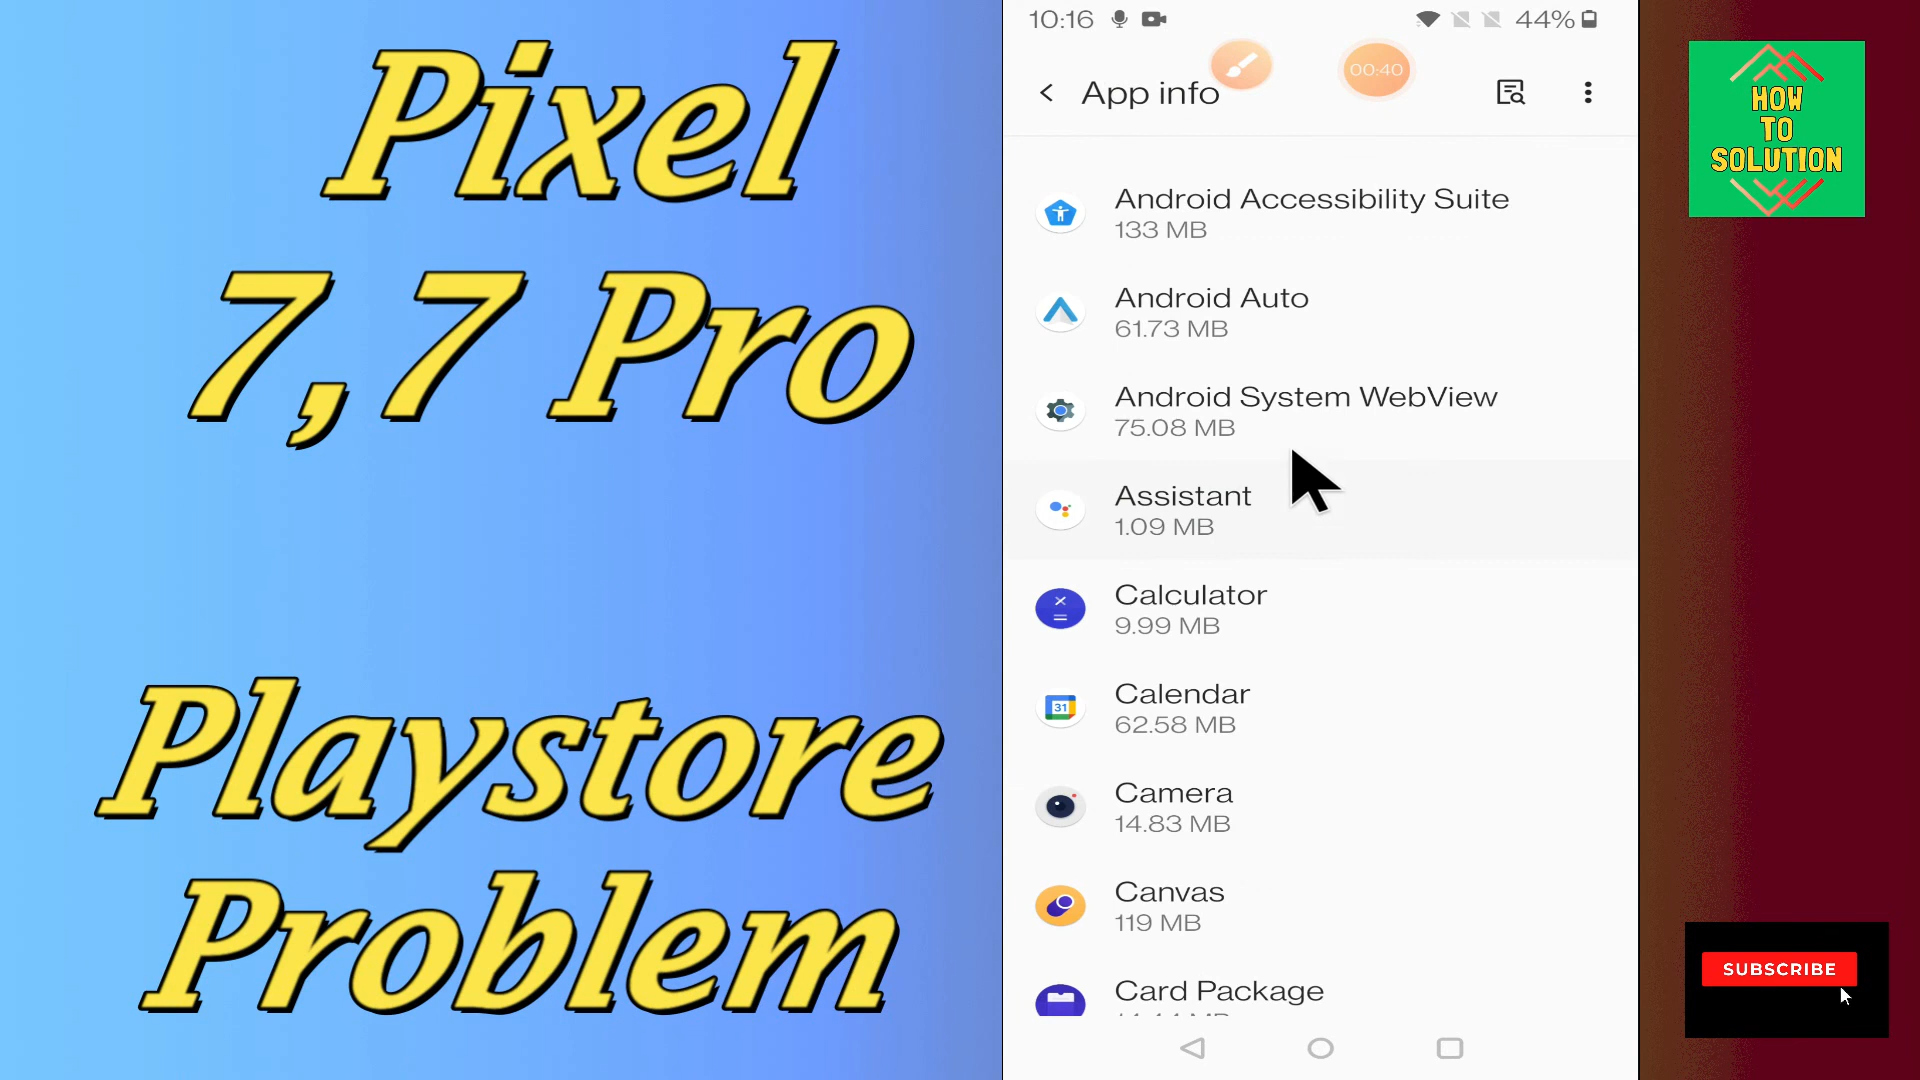 Pixel
7,7 Pro
Playstore
Problem
10:16
44%
App info
00:40
Android Accessibility Suite
133 MB
Android Auto
61.73 MB
Android System WebView
75.08 MB
Assistant
1.09 MB
Calculator
9.99 MB
Calendar
31
62.58 MB
Camera
14.83 MB
Canvas
119 MB
Card Package
HOW
TO
SOLUTION
SUBSCRIBE